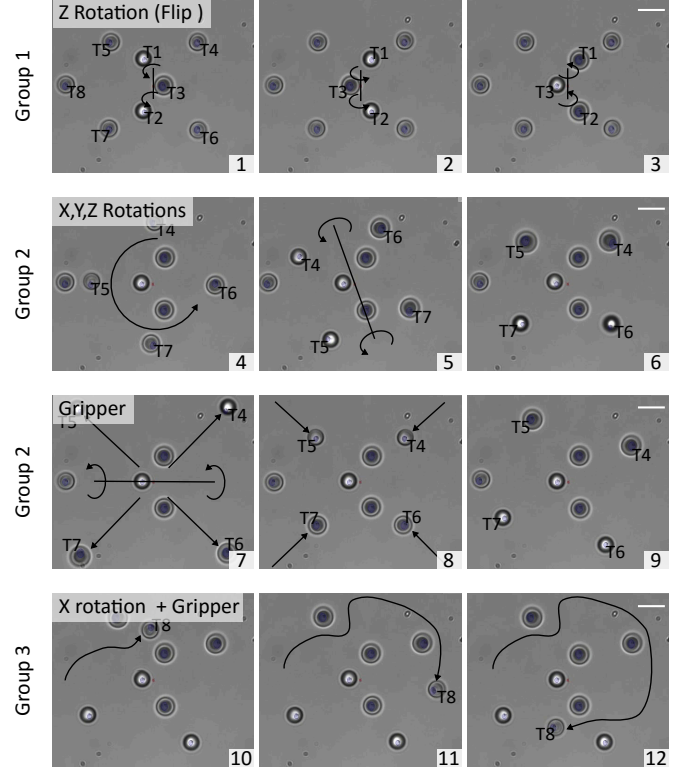 Group 1
Z Rotation (Flip )
T5 T1 T4
T8 T3
T2
T7 T6
1
T1
T3
T2
2
T1
T3
T2
3
Group 2
X,Y,Z Rotations
T4
T5 T6
T7
4
T6
T4
T7
T5
5
T5 T4
T7 T6
6
Group 2
Gripper
T5 T4
T7 T6
7
T5 T4
T7 T6
8
T5
T4
T7
T6
9
Group 3
X rotation + Gripper
T8
10
T8
11
T8
12